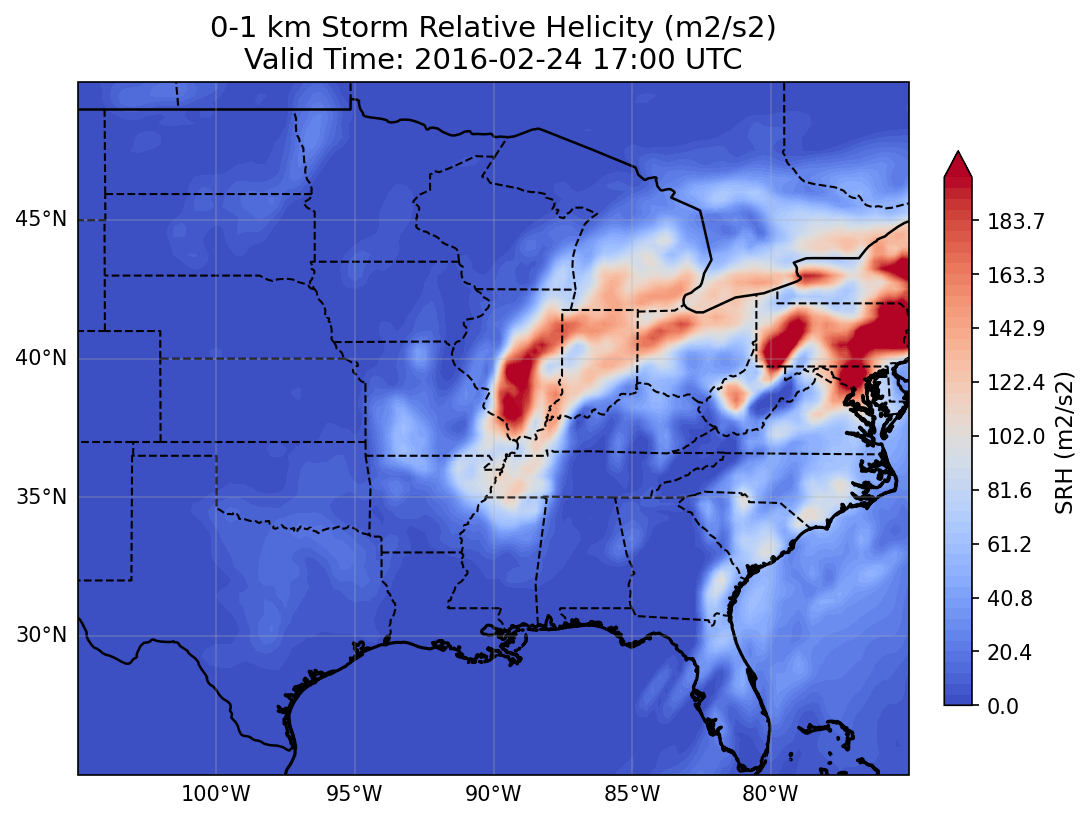 0-1 km Storm Relative Helicity (m2/s2)
Valid Time: 2016-02-24 17:00 UTC
45°N
40°N
35°N
30°N
100°W
95°W
90°W
85°W
80°W
183.7
163.3
142.9
122.4
102.0
81.6
61.2
40.8
20.4
0.0
SRH (m2/s2)